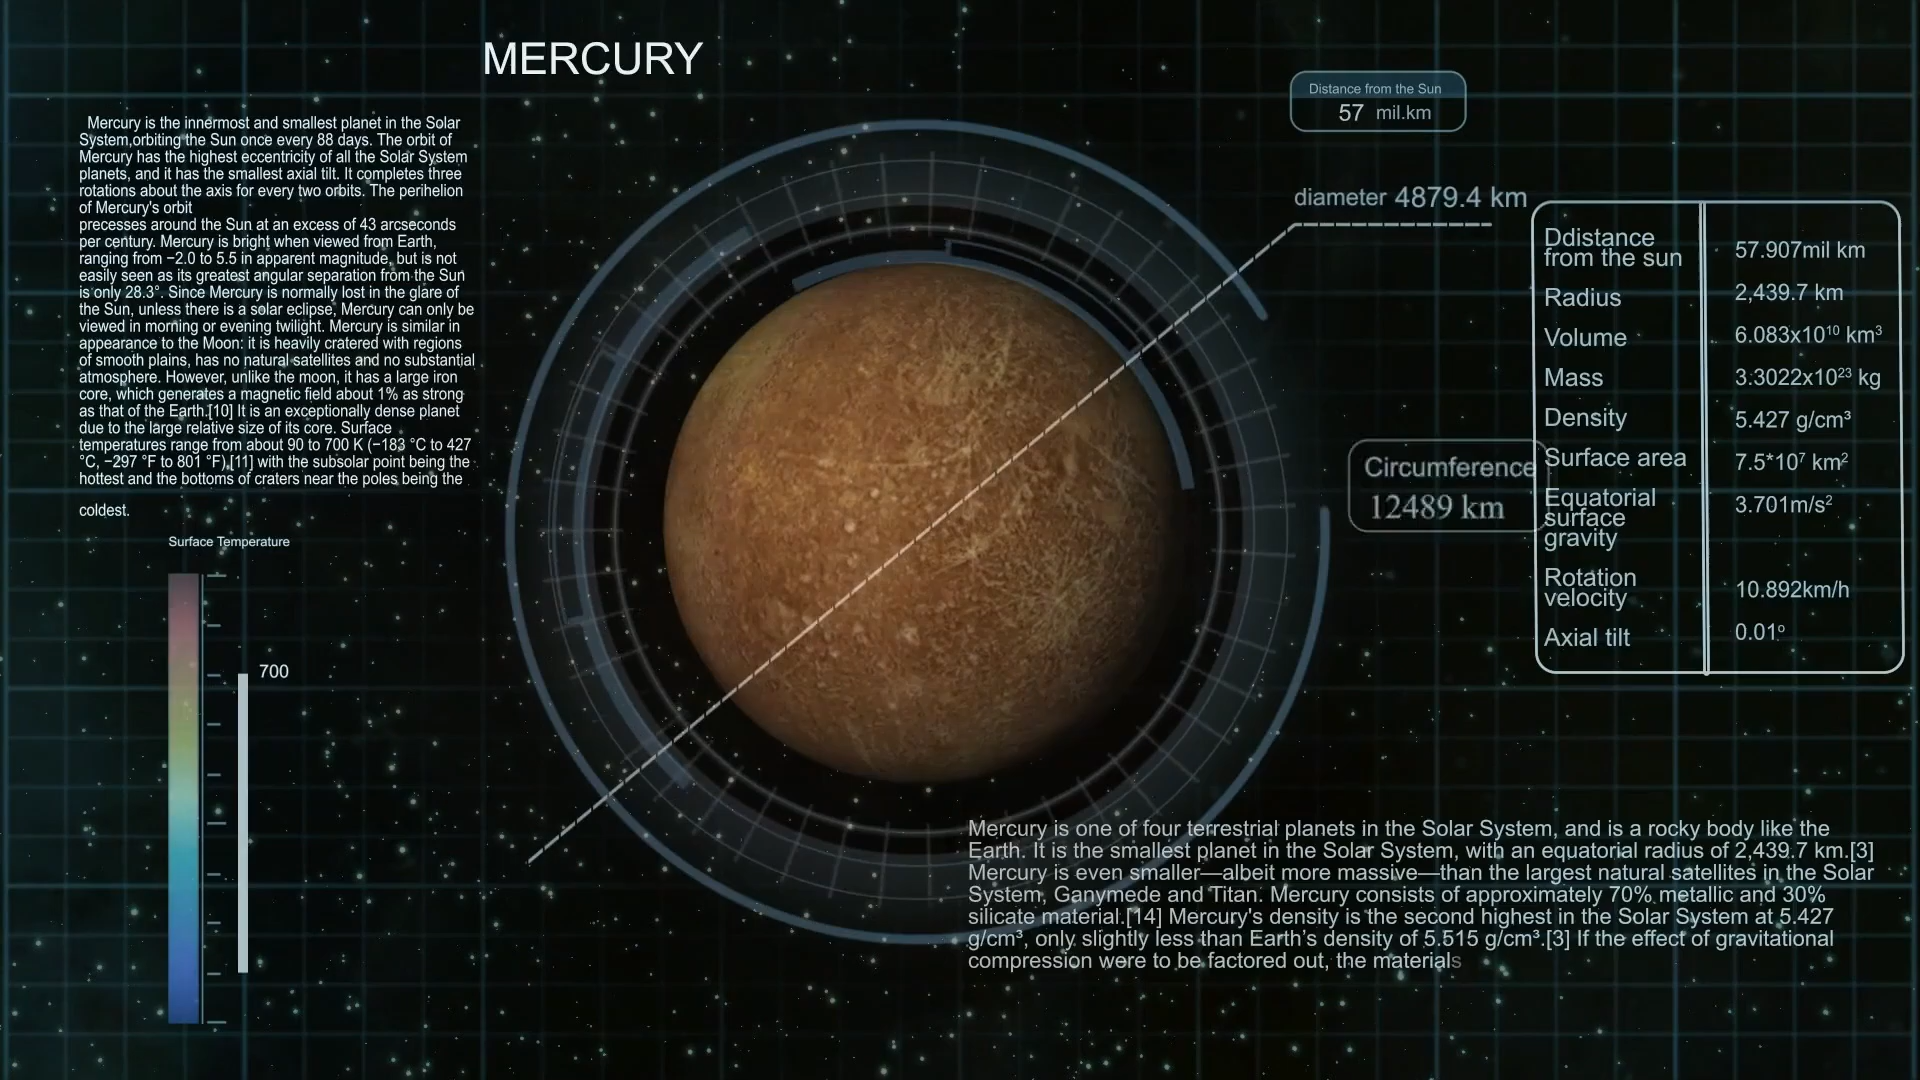 MERCURY
Mercury is the innermost and smallest planet in the Solar
System,orbiting the Sun once every 88 days. The orbit of
Mercury has the highest eccentricity of all the Solar System
planets, and it has the smallest axial tilt. It completes three
rotations about the axis for every two orbits. The perihelion
of Mercury's orbit
precesses around the Sun at an excess of 43 arcseconds
per century. Mercury is bright when viewed from Earth,
ranging from −2.0 to 5.5 in apparent magnitude, but is not
easily seen as its greatest angular separation from the Sun
is only 28.3°. Since Mercury is normally lost in the glare of
the Sun, unless there is a solar eclipse, Mercury can only be
viewed in morning or evening twilight. Mercury is similar in
appearance to the Moon: it is heavily cratered with regions
of smooth plains, has no natural satellites and no substantial
atmosphere. However, unlike the moon, it has a large iron
core, which generates a magnetic field about 1% as strong
as that of the Earth.[10] It is an exceptionally dense planet
due to the large relative size of its core. Surface
temperatures range from about 90 to 700 K (−183 °C to 427
°C, −297 °F to 801 °F),[11] with the subsolar point being the
hottest and the bottoms of craters near the poles being the
coldest.
Surface Temperature
700
Distance from the Sun
57 mil.km
diameter 4879.4 km
Circumference
12489 km
Ddistance
from the sun
57.907mil km
Radius 2,439.7 km
Volume 6.083x10¹⁰ km³
Mass 3.3022x10²³ kg
Density 5.427 g/cm³
Surface area 7.5*10⁷ km²
Equatorial
surface
gravity
3.701m/s²
Rotation
velocity
10.892km/h
Axial tilt 0.01º
Mercury is one of four terrestrial planets in the Solar System, and is a rocky body like the
Earth. It is the smallest planet in the Solar System, with an equatorial radius of 2,439.7 km.[3]
Mercury is even smaller—albeit more massive—than the largest natural satellites in the Solar
System, Ganymede and Titan. Mercury consists of approximately 70% metallic and 30%
silicate material.[14] Mercury's density is the second highest in the Solar System at 5.427
g/cm³, only slightly less than Earth’s density of 5.515 g/cm³.[3] If the effect of gravitational
compression were to be factored out, the materials